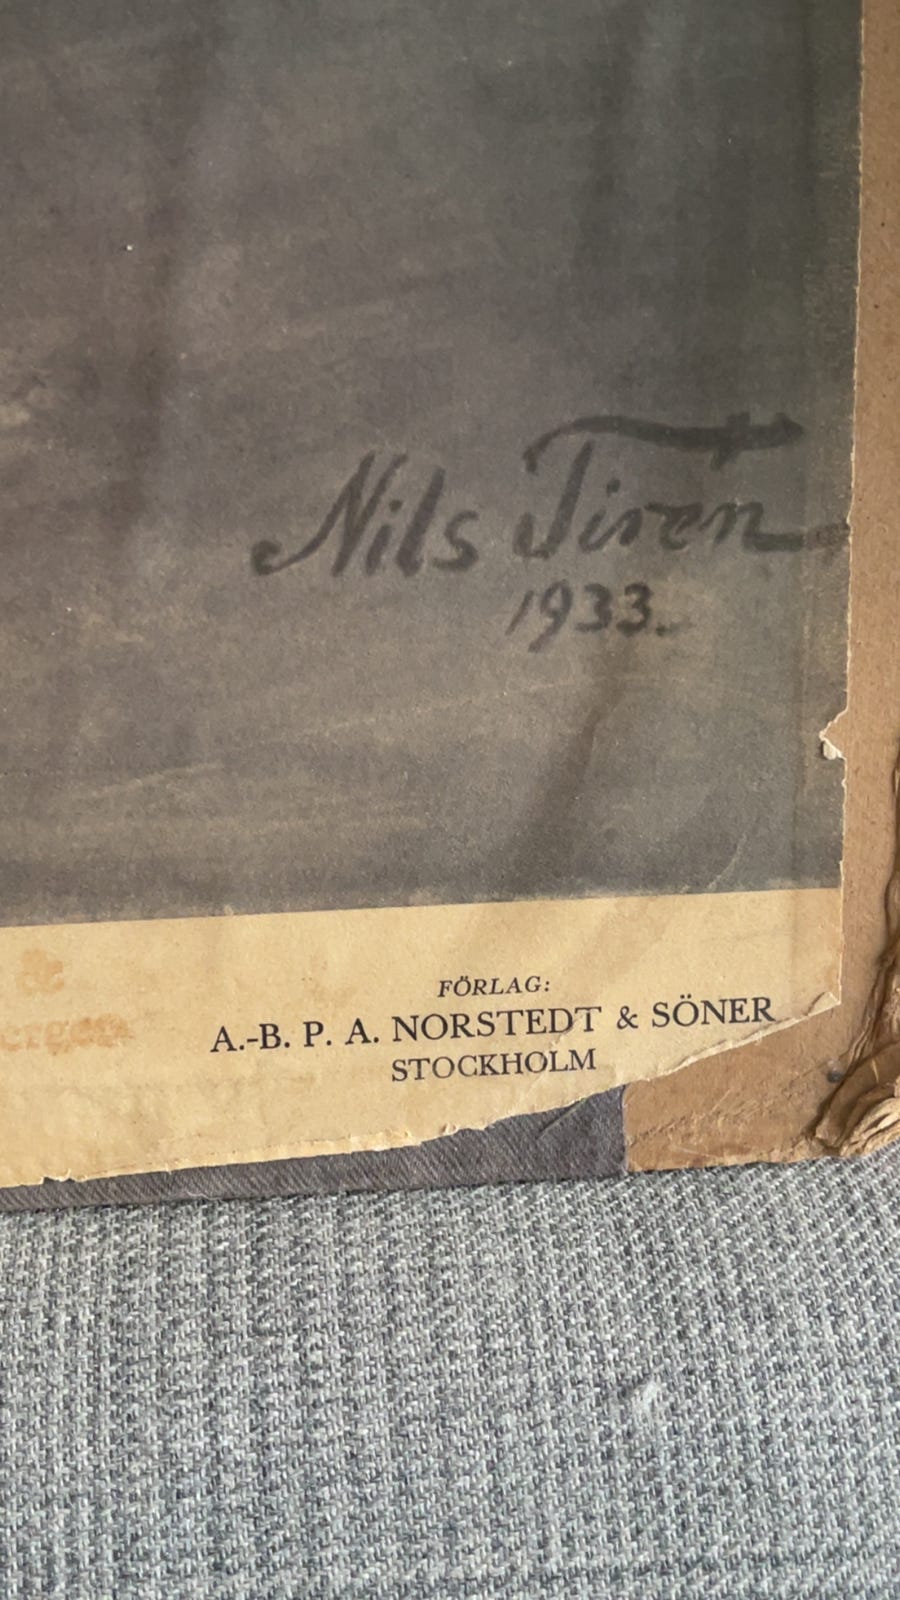 Nils Tirén
1933.
&
FÖRLAG:
A.-B. P. A. NORSTEDT & SÖNER
STOCKHOLM